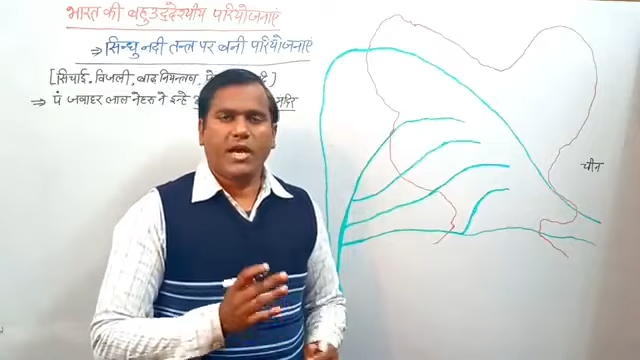 भारत की बहुउद्देश्यीय परियोजनाएं
⇒ सिन्धु नदी तन्त्र पर बनी परियोजनाएं
[सिंचाई, बिजली, बाढ़ नियन्त्रण,
⇒ पं जवाहर लाल नेहरू ने इन्हे
चीन